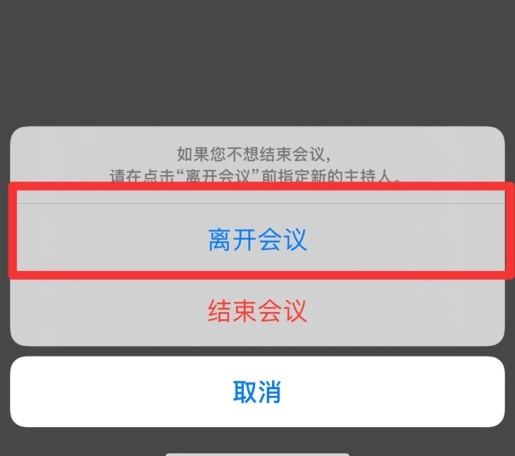 如果您不想结束会议，
请在点击“离开会议”前指定新的主持人。
离开会议
结束会议
取消